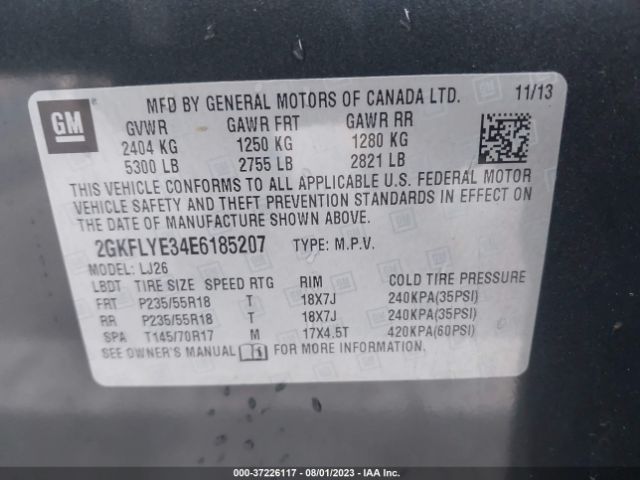 GM
MFD BY GENERAL MOTORS OF CANADA LTD. 11/13
GVWR GAWR FRT GAWR RR
2404 KG 1250 KG 1280 KG
5300 LB 2755 LB 2821 LB
THIS VEHICLE CONFORMS TO ALL APPLICABLE U.S. FEDERAL MOTOR
VEHICLE SAFETY AND THEFT PREVENTION STANDARDS IN EFFECT ON
THE DATE OF MANUFACTURE SHOWN ABOVE.
2GKFLYE34E6185207 TYPE: M.P.V.
MODEL: LJ26
LBDT TIRE SIZE SPEED RTG RIM COLD TIRE PRESSURE
FRT P235/55R18 T 18X7J 240KPA(35PSI)
RR P235/55R18 T 18X7J 240KPA(35PSI)
SPA T145/70R17 M 17X4.5T 420KPA(60PSI)
SEE OWNER'S MANUAL FOR MORE INFORMATION.
000-37226117 - 08/01/2023 - IAAI.com